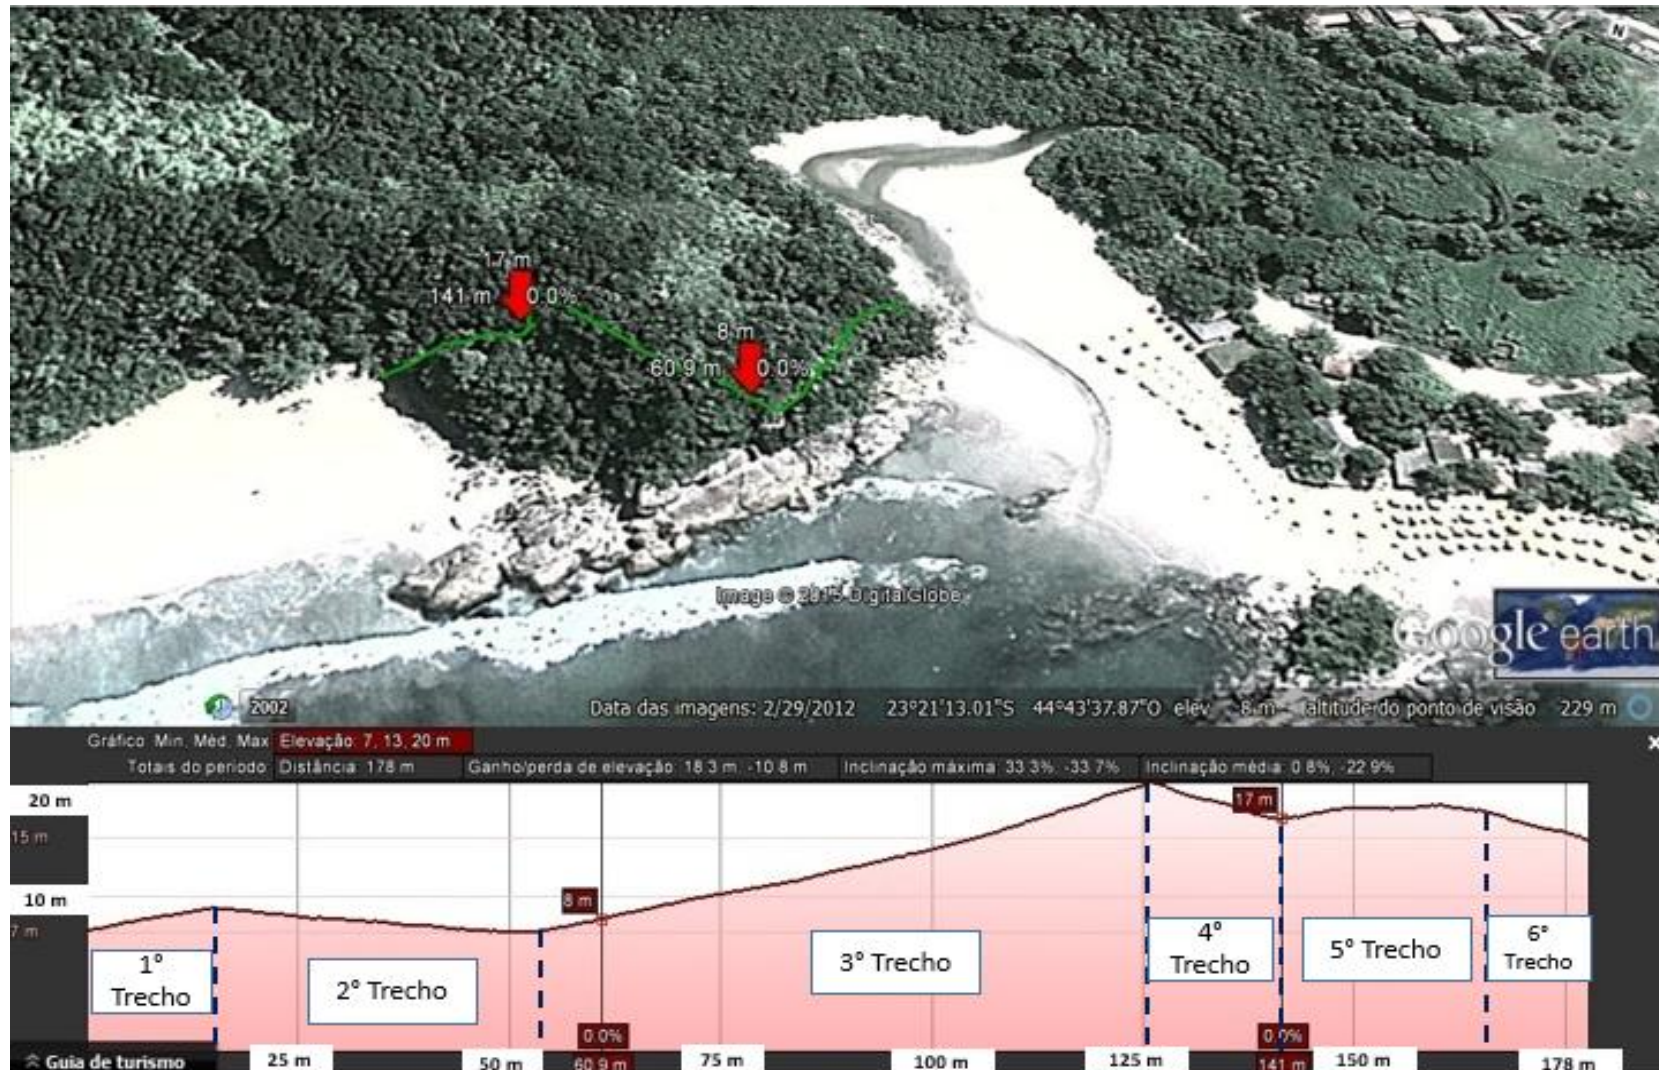 N
17 m
141 m 0.0%
8 m
60.9 m 0.0%
Image © 2015 DigitalGlobe
Google earth
2002
Data das imagens: 2/29/2012 23°21'13.01"S 44°43'37.87"O elev 8 m altitude do ponto de visão 229 m
Gráfico: Min, Méd, Max Elevação: 7, 13, 20 m
Totais do período: Distância: 178 m Ganho/perda de elevação: 18.3 m, -10.8 m Inclinação máxima: 33.3%, -33.7% Inclinação média: 0.8%, -22.9%
20 m
17 m
15 m
10 m
8 m
7 m
1° Trecho
2° Trecho
3° Trecho
4° Trecho
5° Trecho
6° Trecho
0.0% 0.0%
Guia de turismo 25 m 50 m 60.9 m 75 m 100 m 125 m 141 m 150 m 178 m